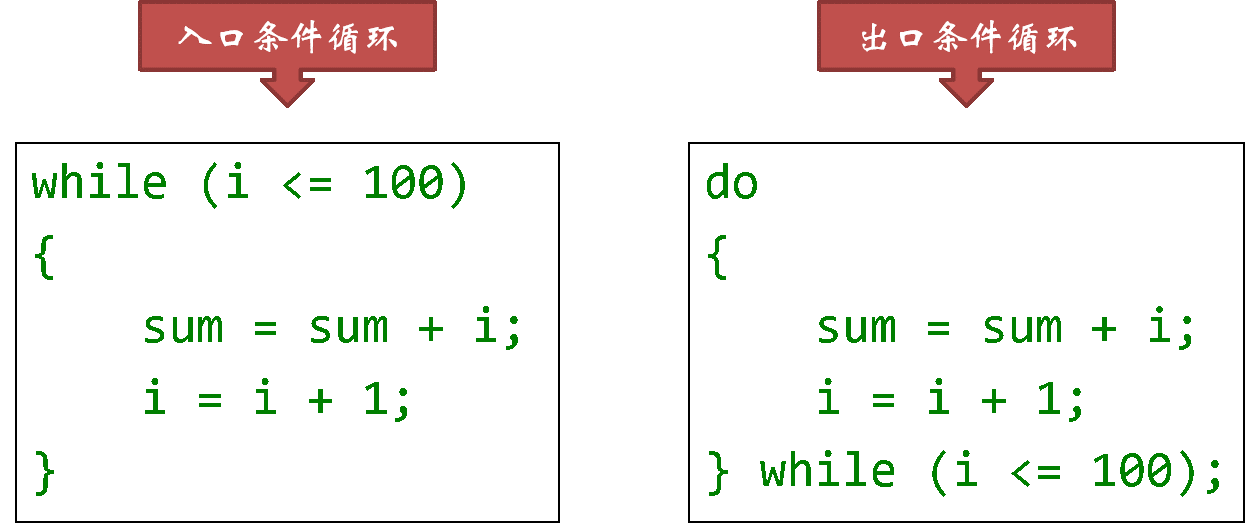 入口条件循环
while (i <= 100)
{
    sum = sum + i;
    i = i + 1;
}
出口条件循环
do
{
    sum = sum + i;
    i = i + 1;
} while (i <= 100);